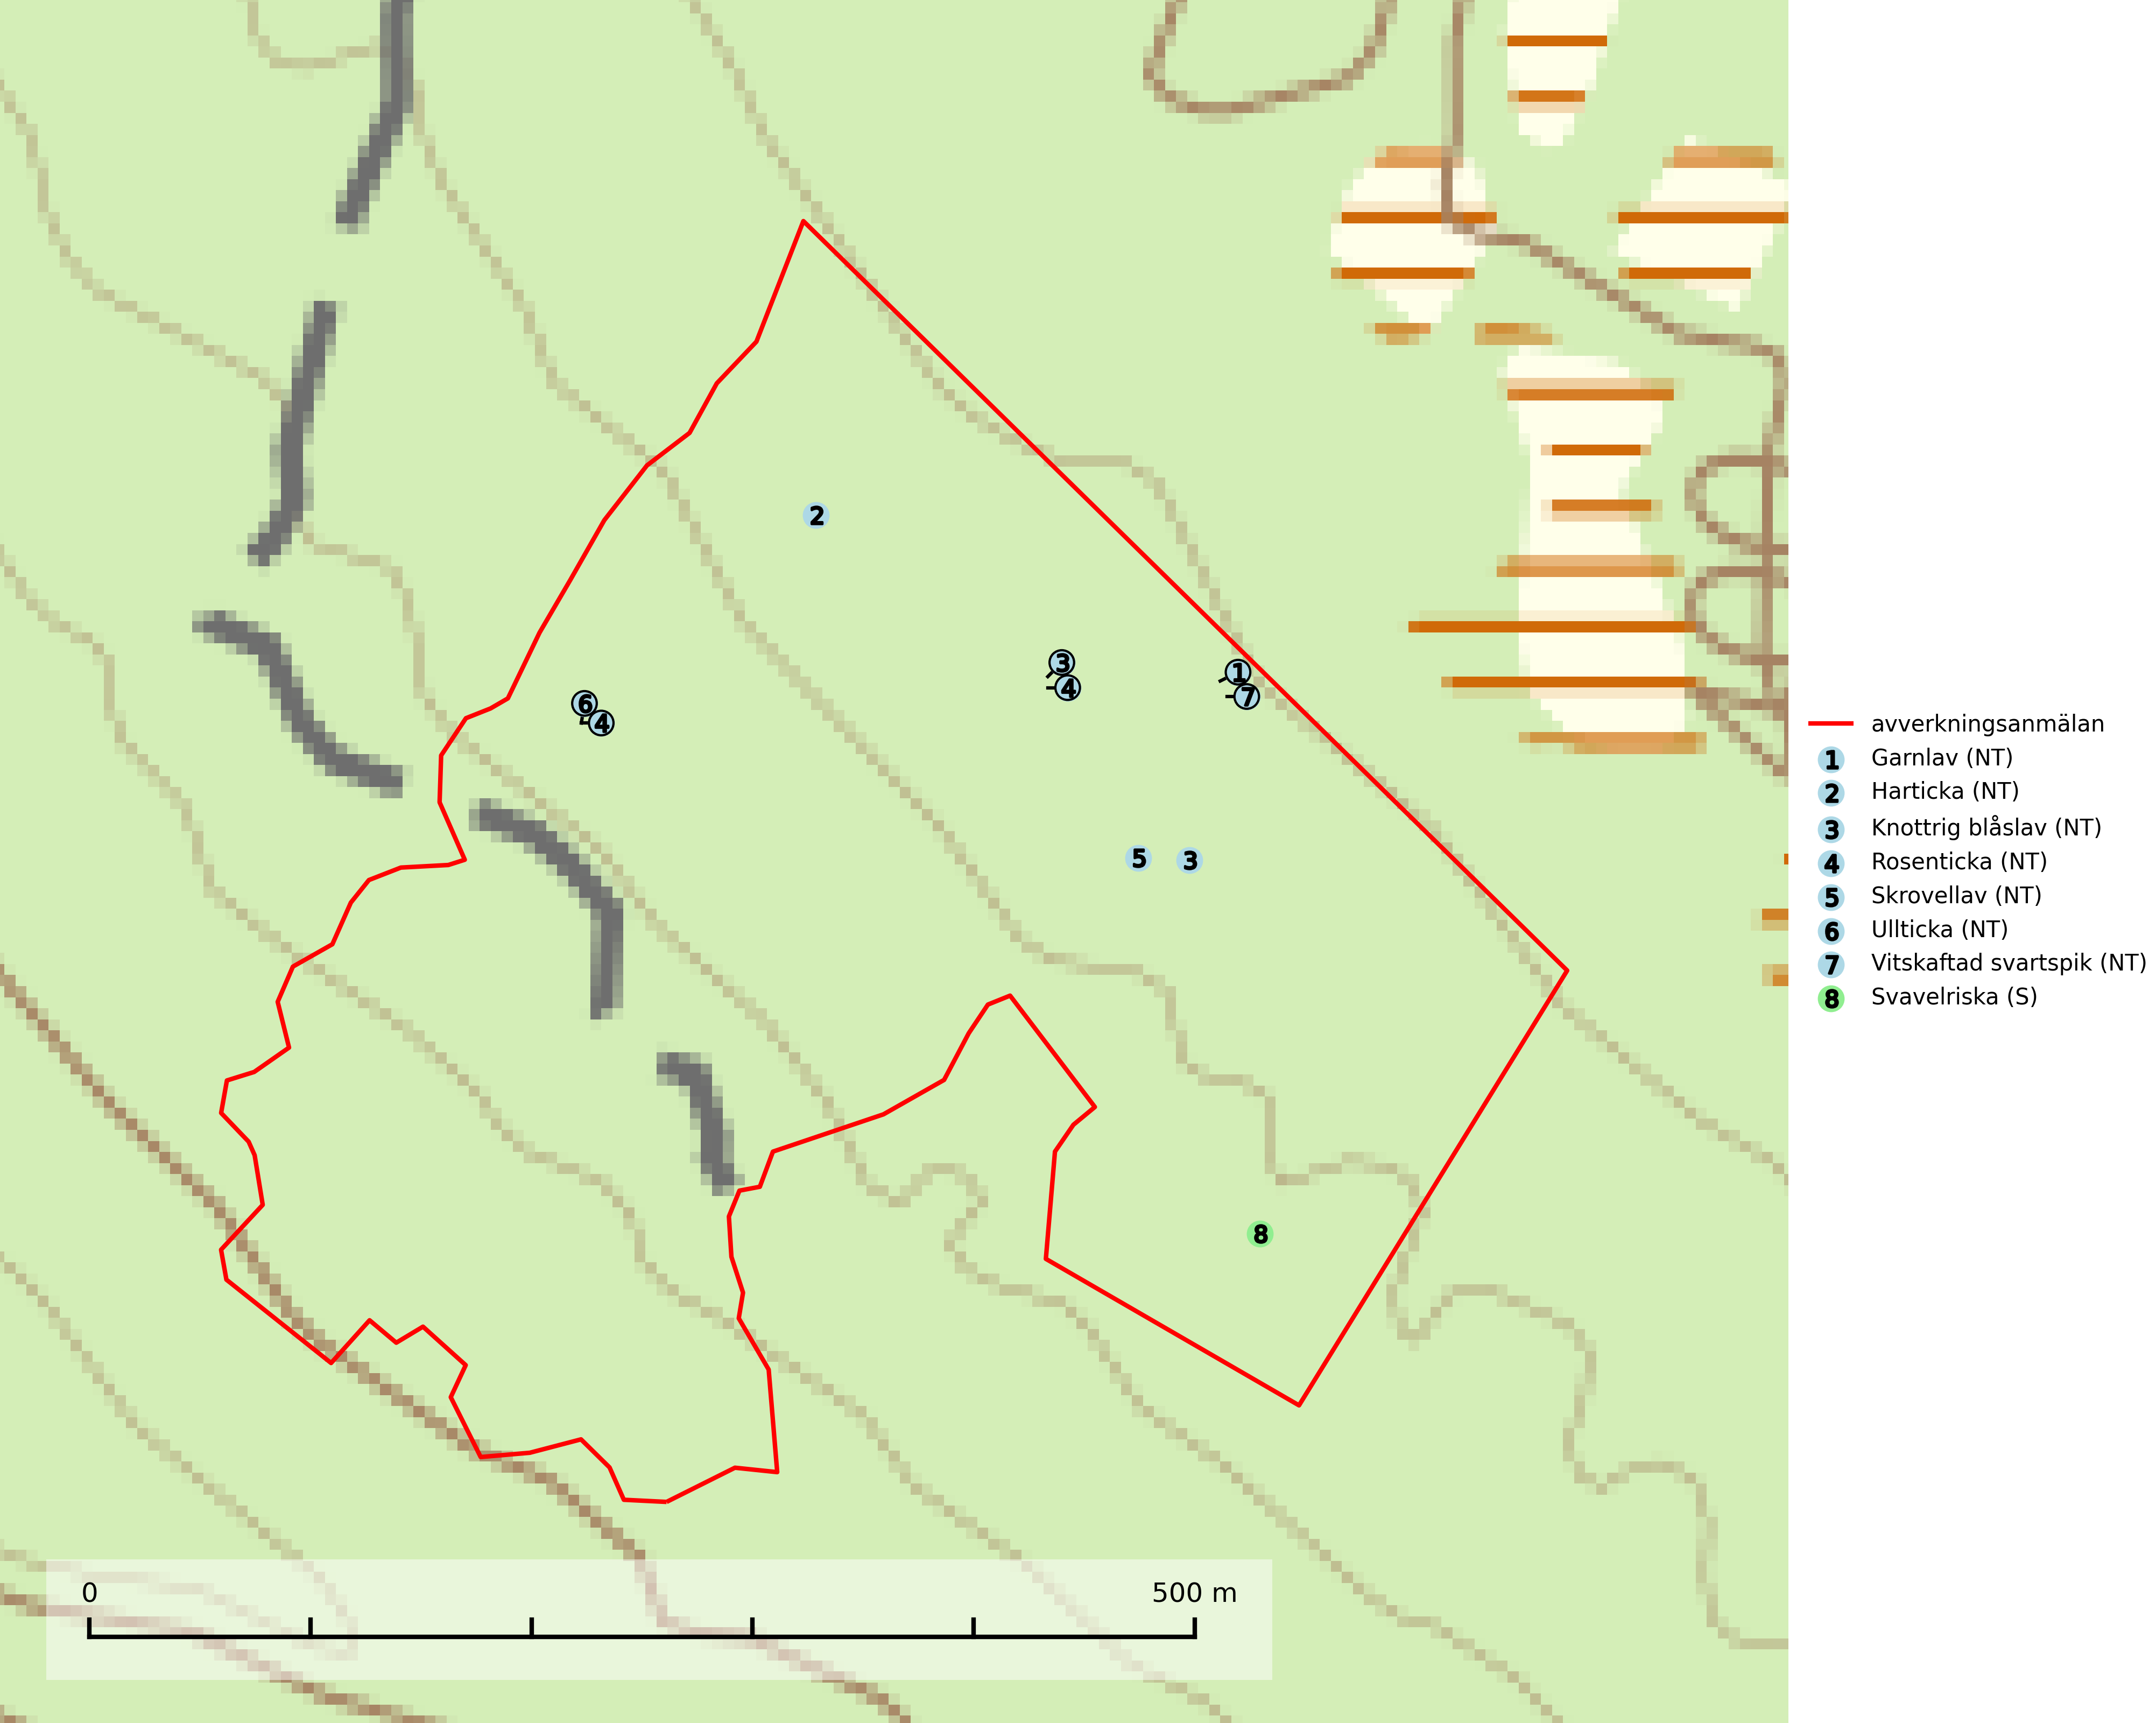 2
3
4
1
7
6
4
5
3
8
avverkningsanmälan
1 Garnlav (NT)
2 Harticka (NT)
3 Knottrig blåslav (NT)
4 Rosenticka (NT)
5 Skrovellav (NT)
6 Ullticka (NT)
7 Vitskaftad svartspik (NT)
8 Svavelriska (S)
0 500 m